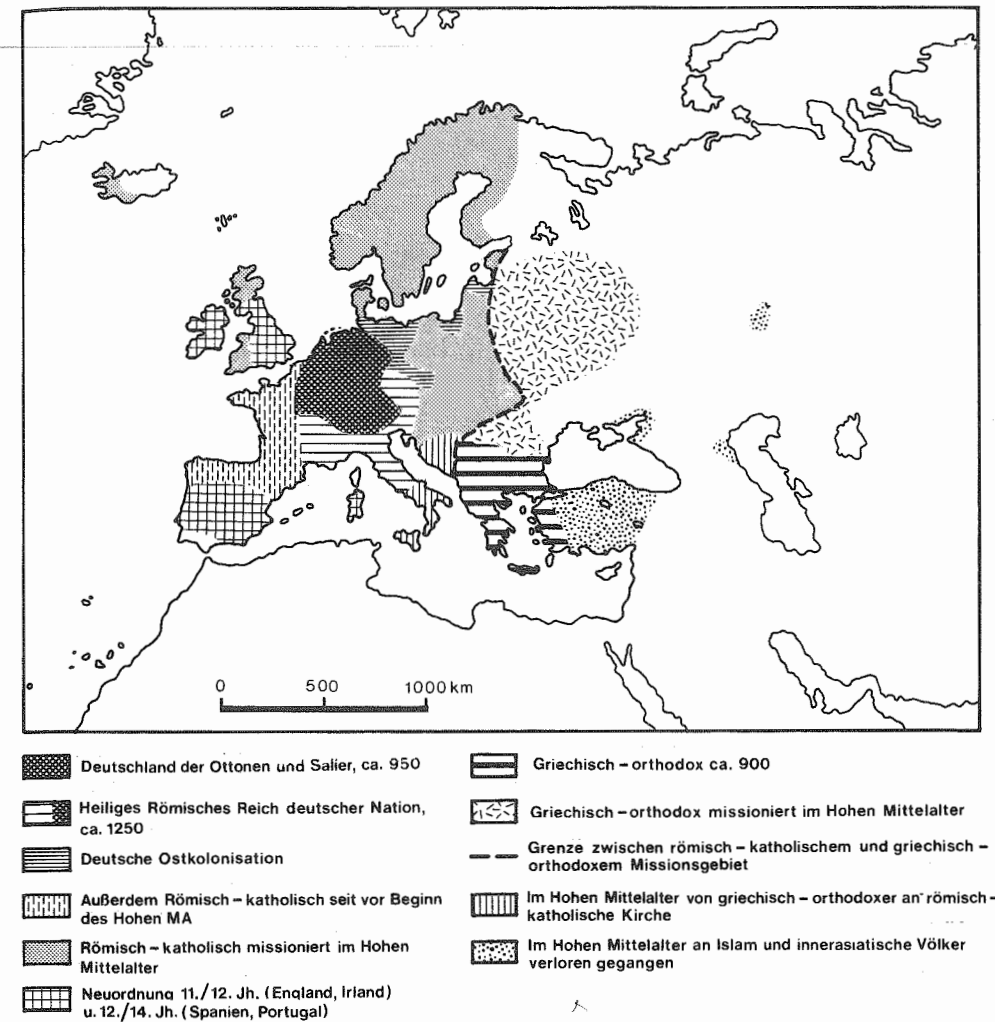 0 500 1000 km
Deutschland der Ottonen und Salier, ca. 950
Heiliges Römisches Reich deutscher Nation,
ca. 1250
Deutsche Ostkolonisation
Außerdem Römisch – katholisch seit vor Beginn
des Hohen MA
Römisch – katholisch missioniert im Hohen
Mittelalter
Neuordnung 11./12. Jh. (England, Irland)
u. 12./14. Jh. (Spanien, Portugal)
Griechisch – orthodox ca. 900
Griechisch – orthodox missioniert im Hohen Mittelalter
Grenze zwischen römisch – katholischem und griechisch –
orthodoxem Missionsgebiet
Im Hohen Mittelalter von griechisch – orthodoxer an römisch –
katholische Kirche
Im Hohen Mittelalter an Islam und innerasiatische Völker
verloren gegangen